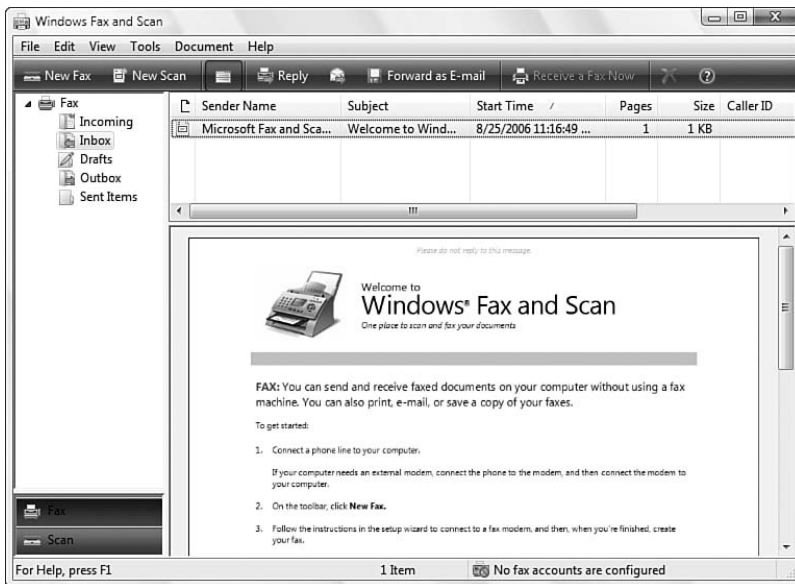 Windows Fax and Scan
File Edit View Tools Document Help
New Fax New Scan Reply Forward as E-mail Receive a Fax Now
Fax
Incoming
Inbox
Drafts
Outbox
Sent Items
Sender Name Subject Start Time Pages Size Caller ID
Microsoft Fax and Sca... Welcome to Wind... 8/25/2006 11:16:49 ... 1 1 KB
Please do not reply to this message.
Welcome to
Windows® Fax and Scan
One place to scan and fax your documents
FAX: You can send and receive faxed documents on your computer without using a fax
machine. You can also print, e-mail, or save a copy of your faxes.
To get started:
1. Connect a phone line to your computer.
If your computer needs an external modem, connect the phone to the modem, and then connect the modem to
your computer.
2. On the toolbar, click New Fax.
3. Follow the instructions in the setup wizard to connect to a fax modem, and then, when you're finished, create
your fax.
Fax
Scan
For Help, press F1 1 Item No fax accounts are configured